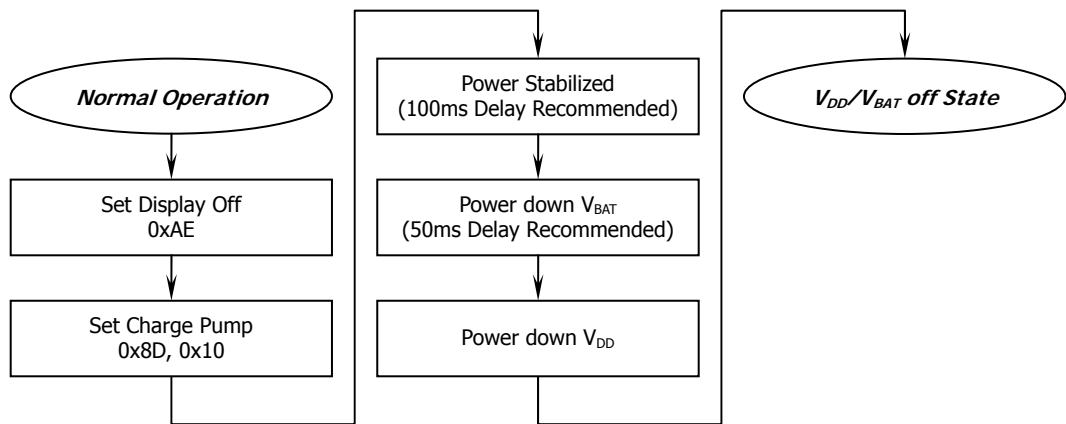 Normal Operation
Set Display Off
0xAE
Set Charge Pump
0x8D, 0x10
Power Stabilized
(100ms Delay Recommended)
Power down VBAT
(50ms Delay Recommended)
Power down VDD
VDD/VBAT off State